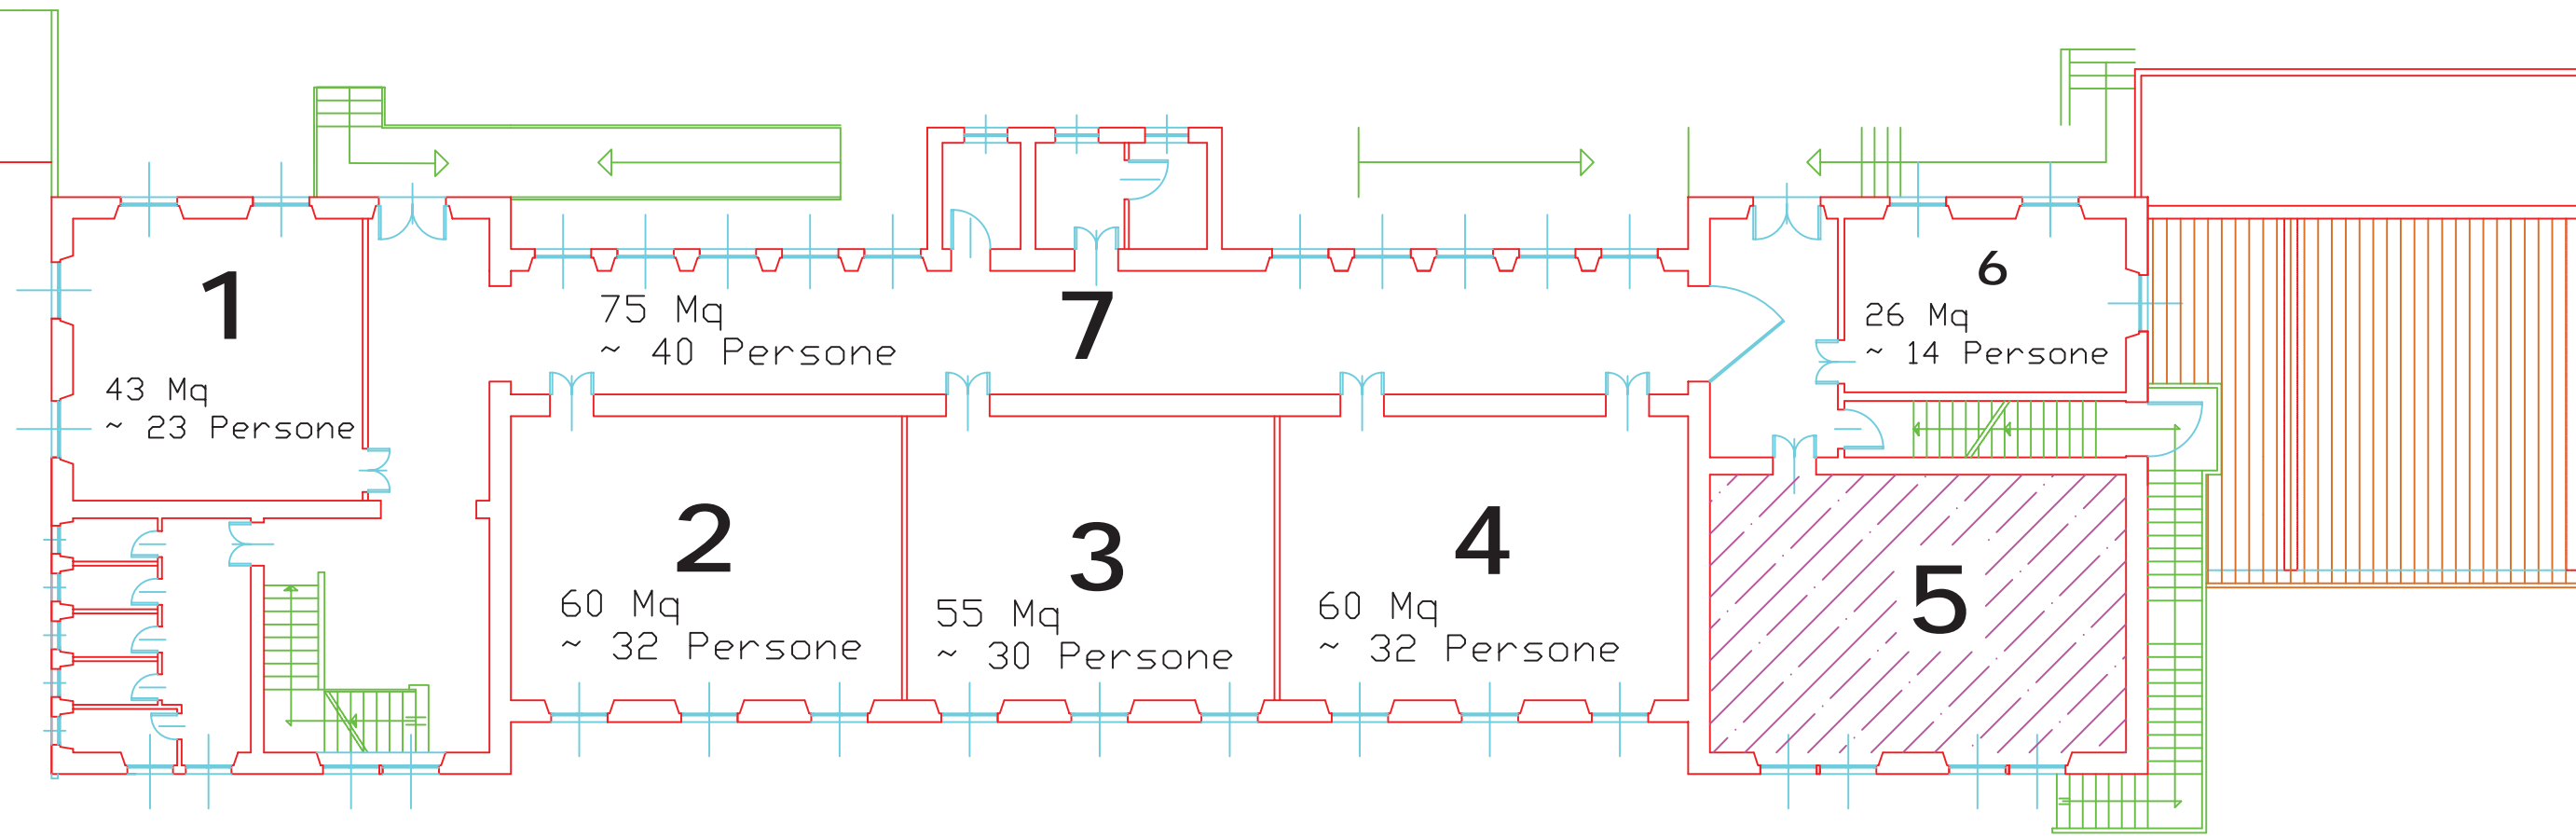 1
43 Mq
~ 23 Persone
75 Mq
~ 40 Persone
7
6
26 Mq
~ 14 Persone
2
60 Mq
~ 32 Persone
3
55 Mq
~ 30 Persone
4
60 Mq
~ 32 Persone
5